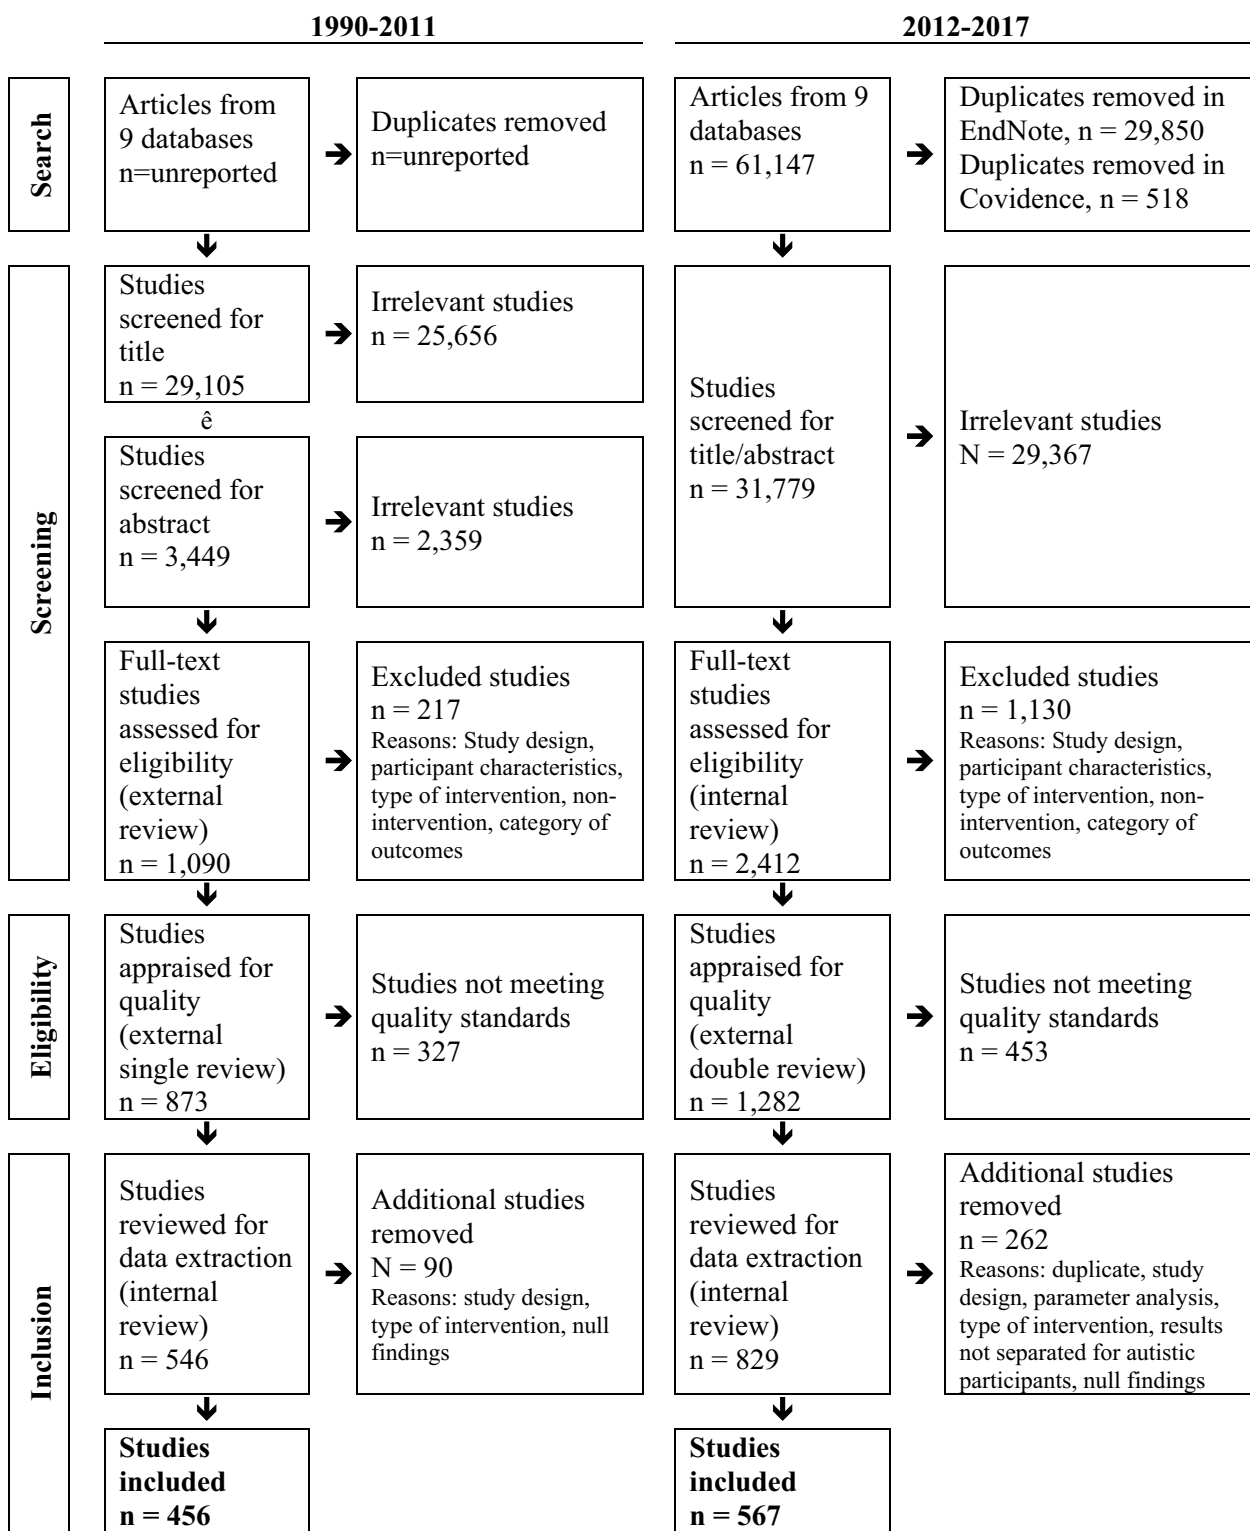 1990-2011
2012-2017
Search
Articles from
9 databases
n=unreported
Duplicates removed
n=unreported
Articles from 9
databases
n = 61,147
Duplicates removed in
EndNote, n = 29,850
Duplicates removed in
Covidence, n = 518
Screening
Studies
screened for
title
n = 29,105
Irrelevant studies
n = 25,656
ê
Studies
screened for
abstract
n = 3,449
Irrelevant studies
n = 2,359
Studies
screened for
title/abstract
n = 31,779
Irrelevant studies
N = 29,367
Full-text
studies
assessed for
eligibility
(external
review)
n = 1,090
Excluded studies
n = 217
Reasons: Study design,
participant characteristics,
type of intervention, non-
intervention, category of
outcomes
Full-text
studies
assessed for
eligibility
(internal
review)
n = 2,412
Excluded studies
n = 1,130
Reasons: Study design,
participant characteristics,
type of intervention, non-
intervention, category of
outcomes
Eligibility
Studies
appraised for
quality
(external
single review)
n = 873
Studies not meeting
quality standards
n = 327
Studies
appraised for
quality
(external
double review)
n = 1,282
Studies not meeting
quality standards
n = 453
Inclusion
Studies
reviewed for
data extraction
(internal
review)
n = 546
Additional studies
removed
N = 90
Reasons: study design,
type of intervention, null
findings
Studies
reviewed for
data extraction
(internal
review)
n = 829
Additional studies
removed
n = 262
Reasons: duplicate, study
design, parameter analysis,
type of intervention, results
not separated for autistic
participants, null findings
Studies
included
n = 456
Studies
included
n = 567